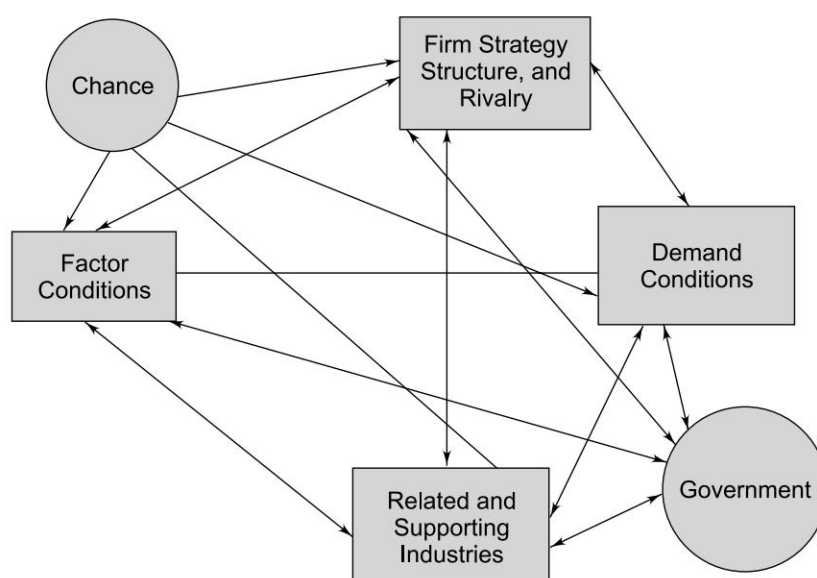 Chance
Firm Strategy
Structure, and
Rivalry
Factor
Conditions
Demand
Conditions
Related and
Supporting
Industries
Government